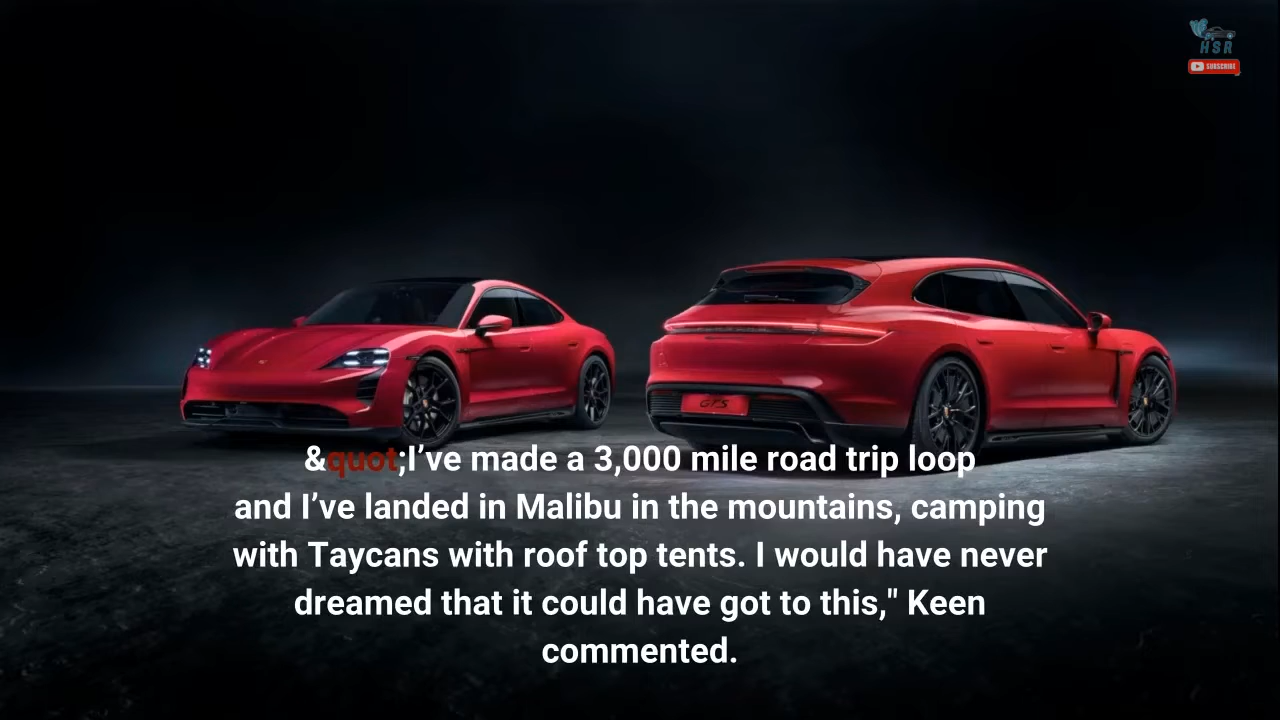 HSR
SUBSCRIBE
GTS
&quot;I’ve made a 3,000 mile road trip loop
and I’ve landed in Malibu in the mountains, camping
with Taycans with roof top tents. I would have never
dreamed that it could have got to this," Keen
commented.